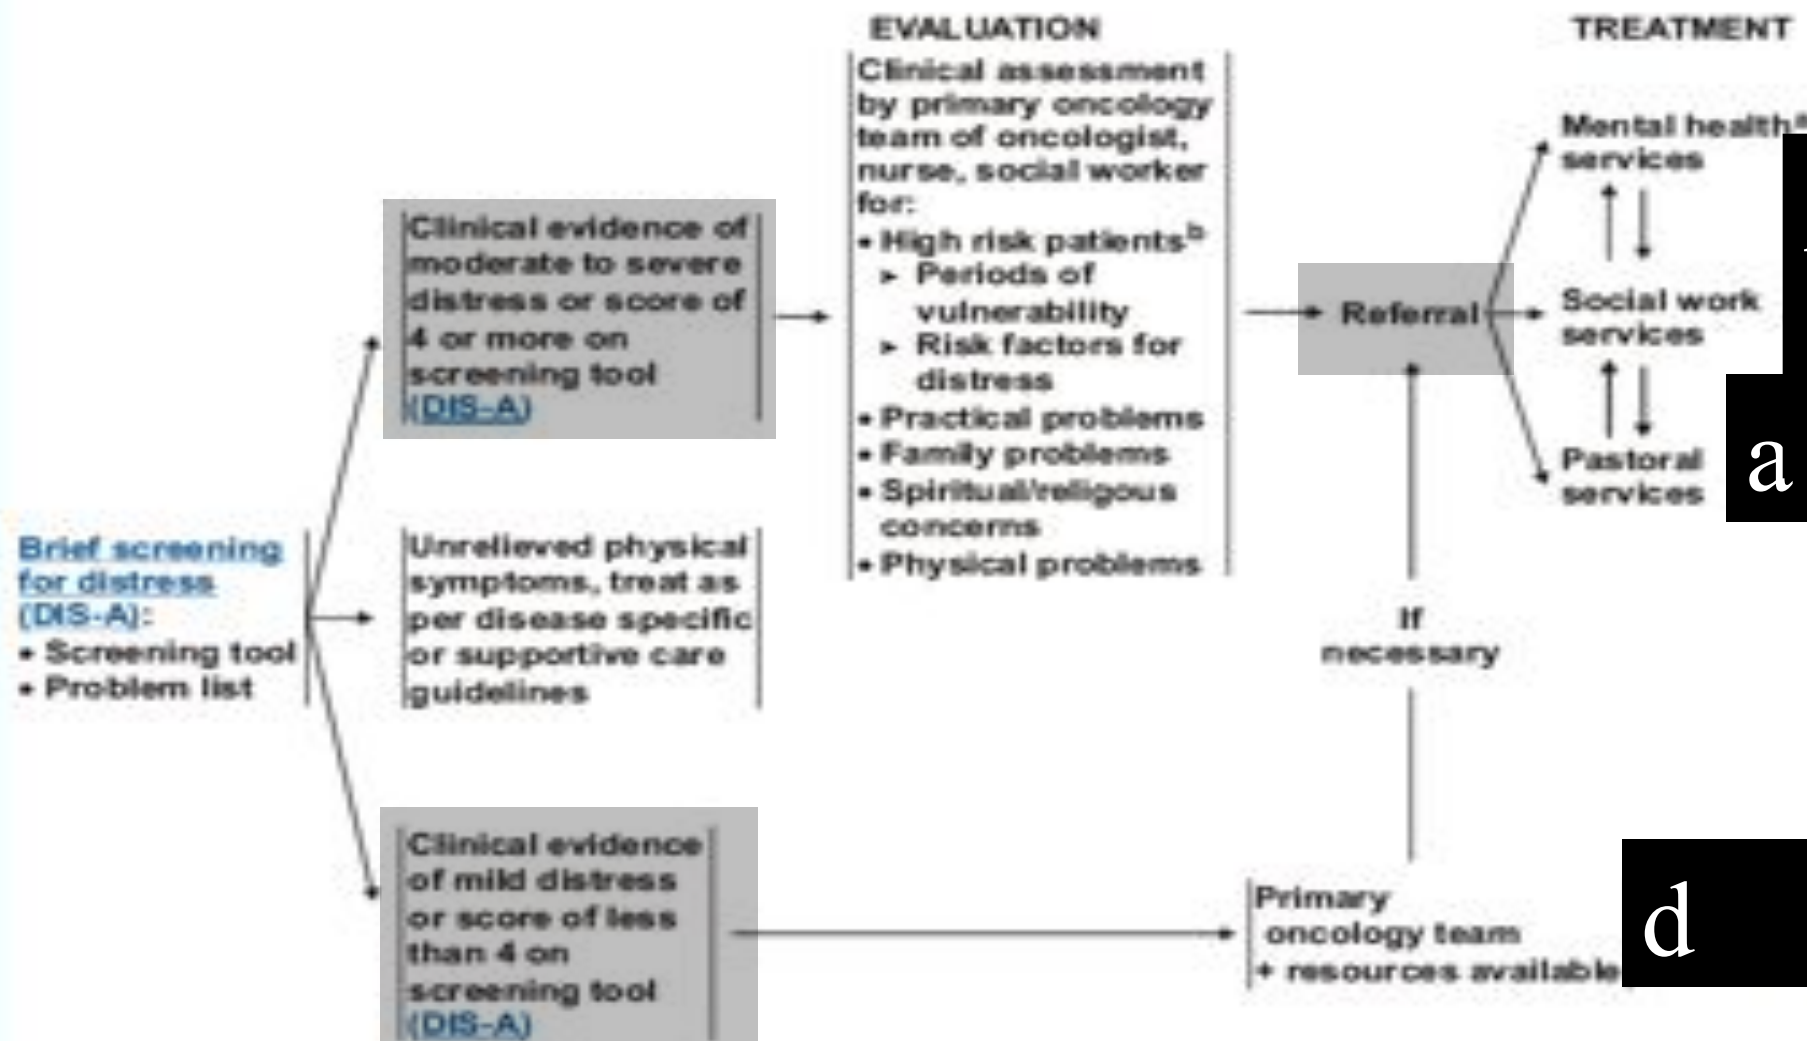 EVALUATION
TREATMENT
Clinical assessment
by primary oncology
team of oncologist,
nurse, social worker
for:
• High risk patientsᵇ
➤ Periods of
vulnerability
➤ Risk factors for
distress
• Practical problems
• Family problems
• Spiritual/religous
concerns
• Physical problems
Clinical evidence of
moderate to severe
distress or score of
4 or more on
screening tool
(DIS-A)
Brief screening
for distress
(DIS-A):
• Screening tool
• Problem list
Unrelieved physical
symptoms, treat as
per disease specific
or supportive care
guidelines
Clinical evidence
of mild distress
or score of less
than 4 on
screening tool
(DIS-A)
Referral
If
necessary
Primary
oncology team
+ resources available
Mental health
services
Social work
services
Pastoral
services
a
d